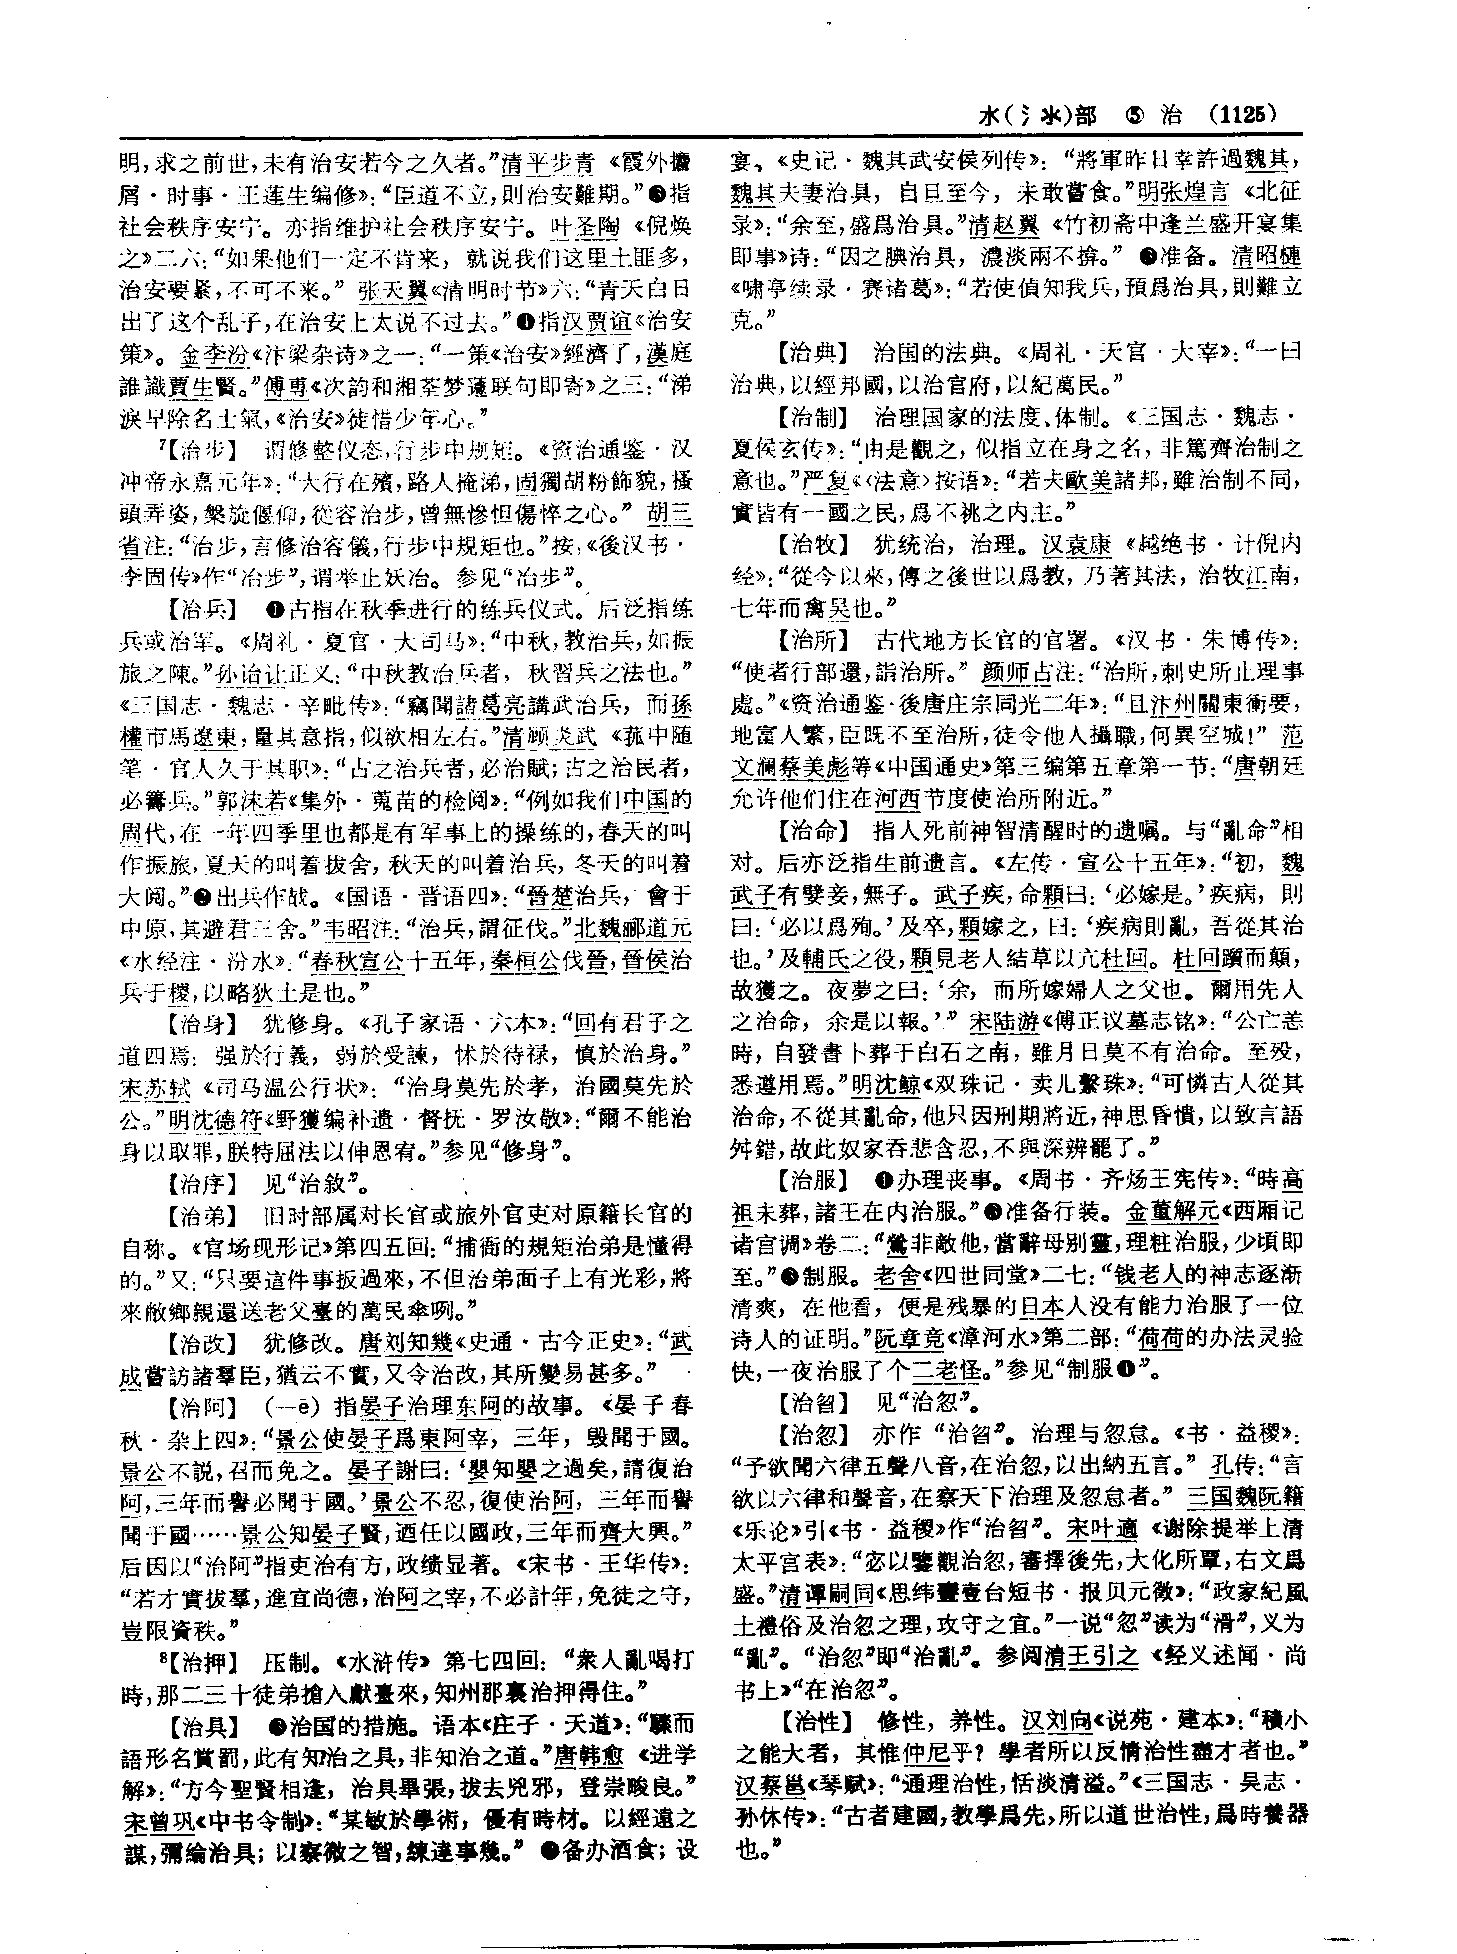 水(氵氺)部 ⑤ 治 (1125)
明,求之前世,未有治安若今之久者。”清平步青《霞外攟
屑·时事·王莲生编修》:“臣道不立,則治安難期。”❸指
社会秩序安宁。亦指维护社会秩序安宁。叶圣陶《倪焕
之》二六:“如果他们一定不肯来,就说我们这里土匪多,
治安要紧,不可不来。”张天翼《清明时节》六:“青天白日
出了这个乱子,在治安上太说不过去。”❹指汉贾谊《治安
策》。金李汾《汴梁杂诗》之一:“一策《治安》經濟了,漢庭
誰識賈生賢。”傅尃《次韵和湘荃梦蘧联句即寄》之三:“涕
淚早除名士氣,《治安》徒惜少年心。”
7【治步】 谓修整仪态,行步中规矩。《资治通鉴·汉
冲帝永嘉元年》:“大行在殯,路人掩涕,固獨胡粉飾貌,搔
頭弄姿,槃旋偃仰,從容治步,曾無慘怛傷悴之心。”胡三
省注:“治步,言修治容儀,行步中規矩也。”按,《後汉书·
李固传》作“冶步”,谓举止妖冶。参见“冶步”。
【治兵】 ❶古指在秋季进行的练兵仪式。后泛指练
兵或治军。《周礼·夏官·大司马》:“中秋,教治兵,如振
旅之陳。”孙诒让正义:“中秋教治兵者,秋習兵之法也。”
《三国志·魏志·辛毗传》:“竊聞諸葛亮講武治兵,而孫
權市馬遼東,量其意指,似欲相左右。”清顾炎武《菰中随
笔·官人久于其职》:“古之治兵者,必治賦;古之治民者,
必籌兵。”郭沫若《集外·蒐苗的检阅》:“例如我们中国的
周代,在一年四季里也都是有军事上的操练的,春天的叫
作振旅,夏天的叫着拔舍,秋天的叫着治兵,冬天的叫着
大阅。”❷出兵作战。《国语·晋语四》:“晉楚治兵,會于
中原,其避君三舍。”韦昭注:“治兵,謂征伐。”北魏郦道元
《水经注·汾水》:“春秋宣公十五年,秦桓公伐晉,晉侯治
兵于稷,以略狄土是也。”
【治身】 犹修身。《孔子家语·六本》:“回有君子之
道四焉:强於行義,弱於受諫,怵於待禄,慎於治身。”
宋苏轼《司马温公行状》:“治身莫先於孝,治國莫先於
公。”明沈德符《野獲编补遗·督抚·罗汝敬》:“爾不能治
身以取罪,朕特屈法以伸恩宥。”参见“修身”。
【治序】 见“治敘”。
【治弟】 旧时部属对长官或旅外官吏对原籍长官的
自称。《官场现形记》第四五回:“捕衙的規矩治弟是懂得
的。”又:“只要這件事扳過來,不但治弟面子上有光彩,將
來敝鄉親還送老父臺的萬民傘咧。”
【治改】 犹修改。唐刘知幾《史通·古今正史》:“武
成嘗訪諸羣臣,猶云不實,又令治改,其所變易甚多。”
【治阿】 (—ē) 指晏子治理东阿的故事。《晏子春
秋·杂上四》:“景公使晏子爲東阿宰,三年,毁聞于國。
景公不説,召而免之。晏子謝曰:‘嬰知嬰之過矣,請復治
阿,三年而譽必聞于國。’景公不忍,復使治阿,三年而譽
聞于國……景公知晏子賢,迺任以國政,三年而齊大興。”
后因以“治阿”指吏治有方,政绩显著。《宋书·王华传》:
“若才實拔羣,進宜尚德,治阿之宰,不必計年,免徒之守,
豈限資秩。”
8【治押】 压制。《水浒传》第七四回:“衆人亂喝打
時,那二三十徒弟搶入獻臺來,知州那裏治押得住。”
【治具】 ❶治国的措施。语本《庄子·天道》:“驟而
語形名賞罰,此有知治之具,非知治之道。”唐韩愈《进学
解》:“方今聖賢相逢,治具畢張,拔去兇邪,登崇畯良。”
宋曾巩《中书令制》:“某敏於學術,優有時材。以經遠之
謀,彌綸治具;以察微之智,練達事幾。”❷备办酒食;设
宴。《史记·魏其武安侯列传》:“將軍昨日幸許過魏其,
魏其夫妻治具,自旦至今,未敢嘗食。”明张煌言《北征
录》:“余至,盛爲治具。”清赵翼《竹初斋中逢兰盛开宴集
即事》诗:“因之腆治具,濃淡兩不揜。”❸准备。清昭槤
《啸亭续录·赛诸葛》:“若使偵知我兵,預爲治具,則難立
克。”
【治典】 治国的法典。《周礼·天官·大宰》:“一曰
治典,以經邦國,以治官府,以紀萬民。”
【治制】 治理国家的法度、体制。《三国志·魏志·
夏侯玄传》:“由是觀之,似指立在身之名,非篤齊治制之
意也。”严复《〈法意〉按语》:“若夫歐美諸邦,雖治制不同,
實皆有一國之民,爲不祧之内主。”
【治牧】 犹统治,治理。汉袁康《越绝书·计倪内
经》:“從今以來,傳之後世以爲教,乃著其法,治牧江南,
七年而禽吴也。”
【治所】 古代地方长官的官署。《汉书·朱博传》:
“使者行部還,詣治所。”颜师古注:“治所,刺史所止理事
處。”《资治通鉴·後唐庄宗同光二年》:“且汴州關東衝要,
地富人繁,臣既不至治所,徒令他人攝職,何異空城!”范
文澜蔡美彪等《中国通史》第三编第五章第一节:“唐朝廷
允许他们住在河西节度使治所附近。”
【治命】 指人死前神智清醒时的遗嘱。与“亂命”相
对。后亦泛指生前遗言。《左传·宣公十五年》:“初,魏
武子有嬖妾,無子。武子疾,命顆曰:‘必嫁是。’疾病,則
曰:‘必以爲殉。’及卒,顆嫁之,曰:‘疾病則亂,吾從其治
也。’及輔氏之役,顆見老人結草以亢杜回。杜回躓而顛,
故獲之。夜夢之曰:‘余,而所嫁婦人之父也。爾用先人
之治命,余是以報。’”宋陆游《傅正议墓志铭》:“公亡恙
時,自發書卜葬于白石之南,雖月日莫不有治命。至殁,
悉遵用焉。”明沈鲸《双珠记·卖儿繫珠》:“可憐古人從其
治命,不從其亂命,他只因刑期將近,神思昏憒,以致言語
舛錯,故此奴家吞悲含忍,不與深辨罷了。”
【治服】 ❶办理丧事。《周书·齐炀王宪传》:“時高
祖未葬,諸王在内治服。”❷准备行装。金董解元《西厢记
诸宫调》卷二:“鶯非敵他,當辭母别靈,理粧治服,少頃即
至。”❸制服。老舍《四世同堂》二七:“钱老人的神志逐渐
清爽,在他看,便是残暴的日本人没有能力治服了一位
诗人的证明。”阮章竞《漳河水》第二部:“荷荷的办法灵验
快,一夜治服了个二老怪。”参见“制服❶”。
【治曶】 见“治忽”。
【治忽】 亦作“治曶”。治理与忽怠。《书·益稷》:
“予欲聞六律五聲八音,在治忽,以出納五言。”孔传:“言
欲以六律和聲音,在察天下治理及忽怠者。”三国魏阮籍
《乐论》引《书·益稷》作“治曶”。宋叶適《谢除提举上清
太平宫表》:“宓以鑒觀治忽,審擇後先,大化所覃,右文爲
盛。”清谭嗣同《思纬壹壹台短书·报贝元徵》:“政家紀風
土禮俗及治忽之理,攻守之宜。”一说“忽”读为“滑”,义为
“亂”。“治忽”即“治亂”。参阅清王引之《经义述闻·尚
书上》“在治忽”。
【治性】 修性,养性。汉刘向《说苑·建本》:“積小
之能大者,其惟仲尼乎?學者所以反情治性盡才者也。”
汉蔡邕《琴赋》:“通理治性,恬淡清溢。”《三国志·吴志·
孙休传》:“古者建國,教學爲先,所以道世治性,爲時養器
也。”